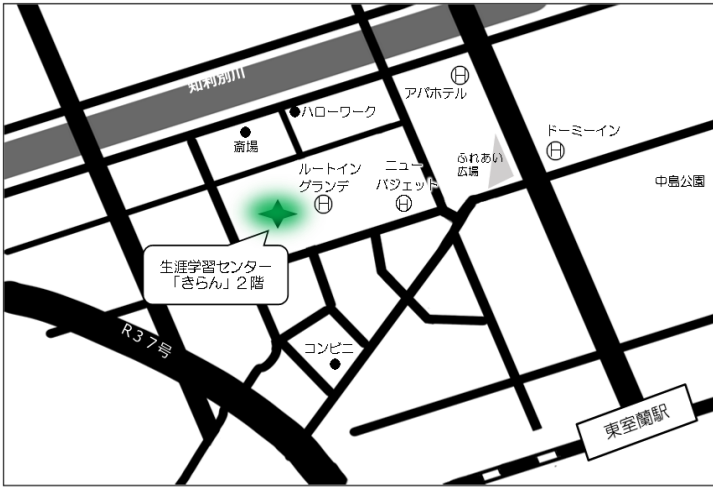 知利別川
アパホテル
ハローワーク
斎場
ドーミーイン
ルートイン
グランデ
ニュー
バジェット
ふれあい
広場
中島公園
生涯学習センター
「きらん」2階
R37号
コンビニ
東室蘭駅